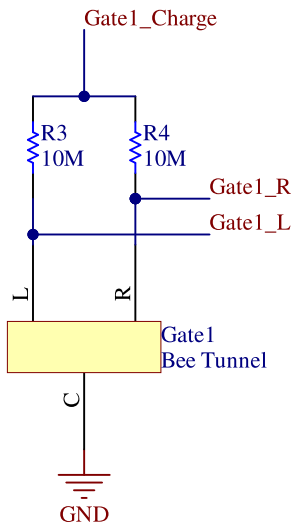 Gate1_Charge
R3
10M
R4
10M
Gate1_R
Gate1_L
L
R
Gate1
Bee Tunnel
C
GND